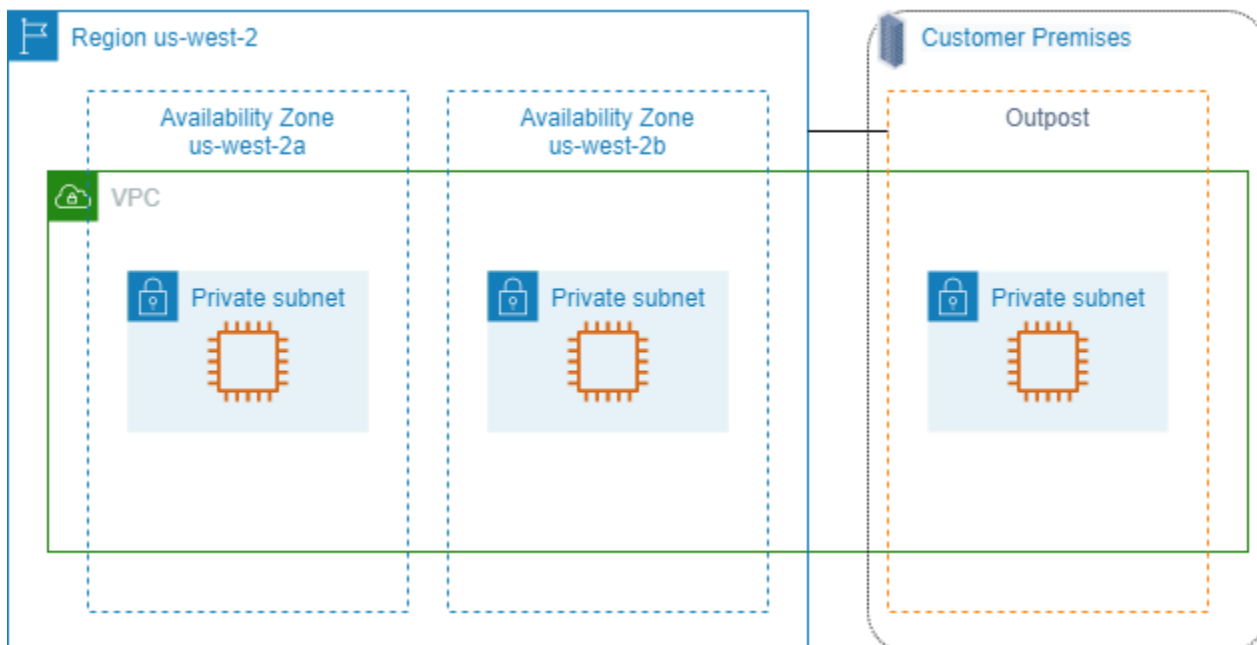 Region us-west-2
Customer Premises
Availability Zone
us-west-2a
Availability Zone
us-west-2b
Outpost
VPC
Private subnet
Private subnet
Private subnet